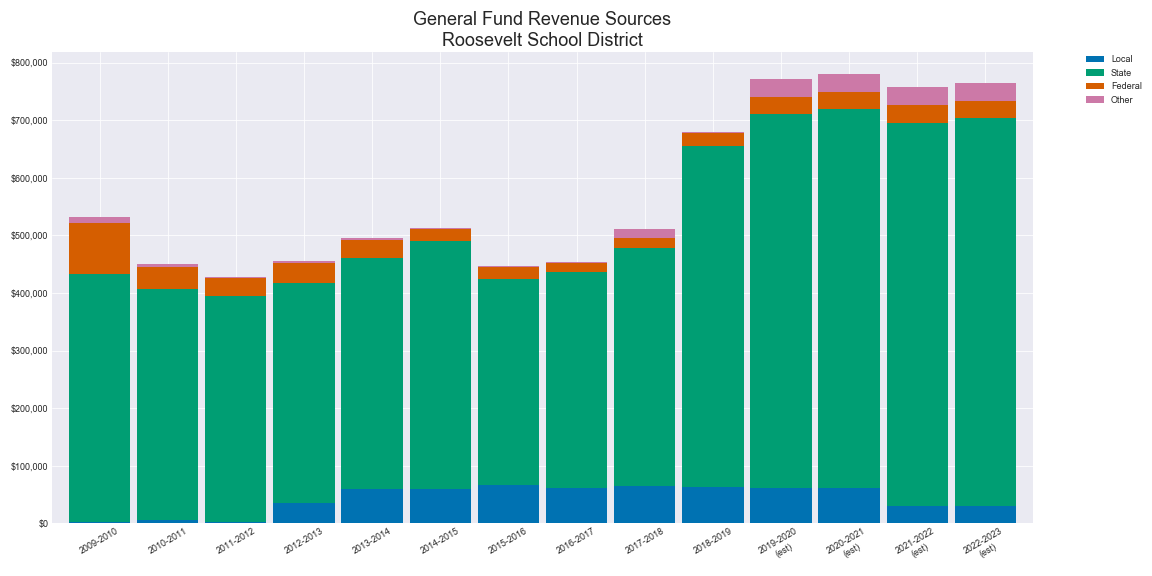 General Fund Revenue Sources
Roosevelt School District
$800,000
$700,000
$600,000
$500,000
$400,000
$300,000
$200,000
$100,000
$0
2009-2010
2010-2011
2011-2012
2012-2013
2013-2014
2014-2015
2015-2016
2016-2017
2017-2018
2018-2019
2019-2020
(est)
2020-2021
(est)
2021-2022
(est)
2022-2023
(est)
Local
State
Federal
Other